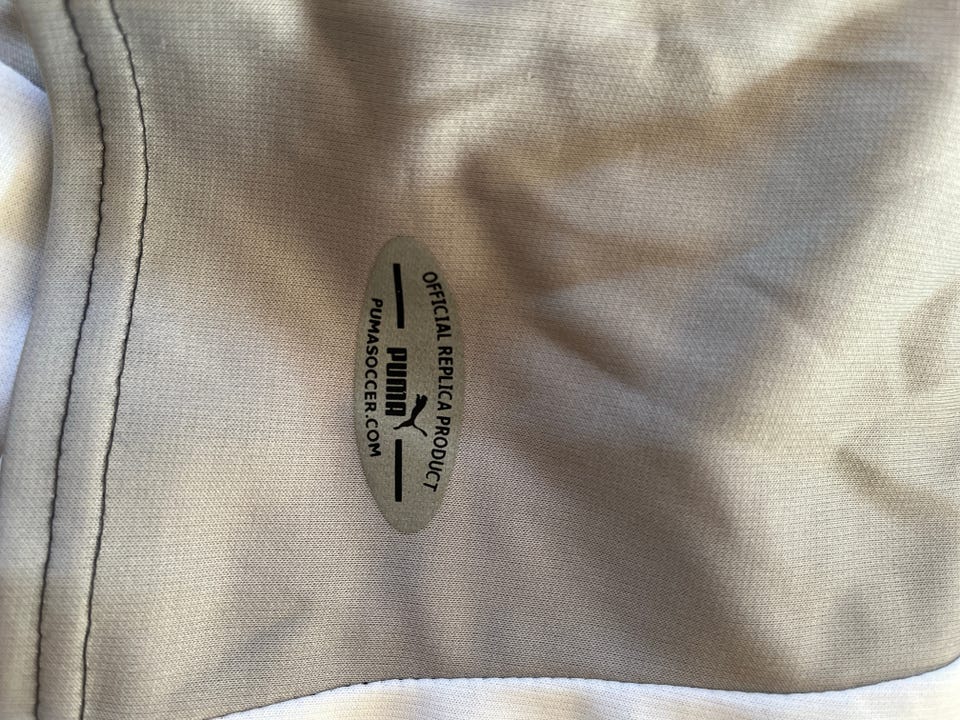 OFFICIAL REPLICA PRODUCT
PUMA
PUMASOCCER.COM